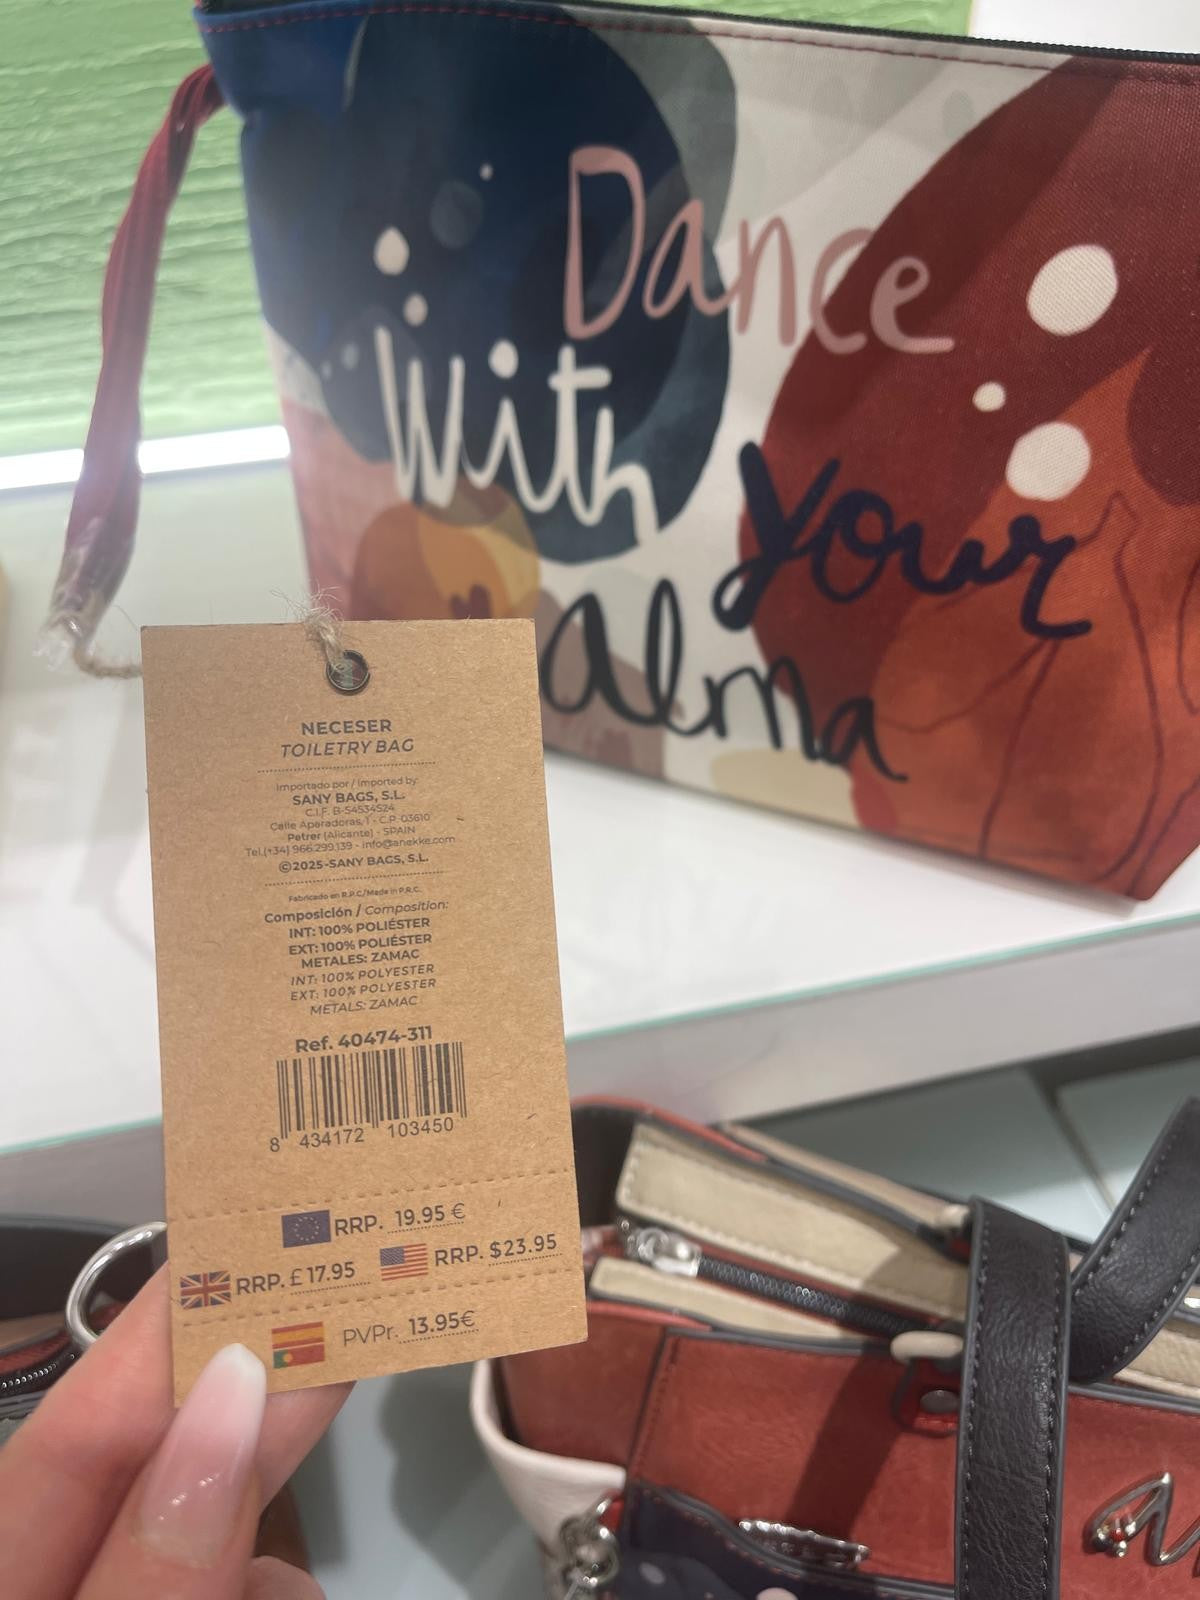 Dance
with your
alma
NECESER
TOILETRY BAG
Importado por / Imported by:
SANY BAGS, S.L.
C.I.F. B-54534524
Calle Aparadoras, 1 - C.P. 03610
Petrer (Alicante) - SPAIN
Tel.(+34) 966.299.139 - info@anekke.com
©2025-SANY BAGS, S.L.
Fabricado en R.P.C./Made in P.R.C.
Composición / Composition:
INT: 100% POLIÉSTER
EXT: 100% POLIÉSTER
METALES: ZAMAC
INT: 100% POLYESTER
EXT: 100% POLYESTER
METALS: ZAMAC
Ref. 40474-311
8 434172 103450
RRP. 19.95 €
RRP. £ 17.95 RRP. $23.95
PVPr. 13.95€